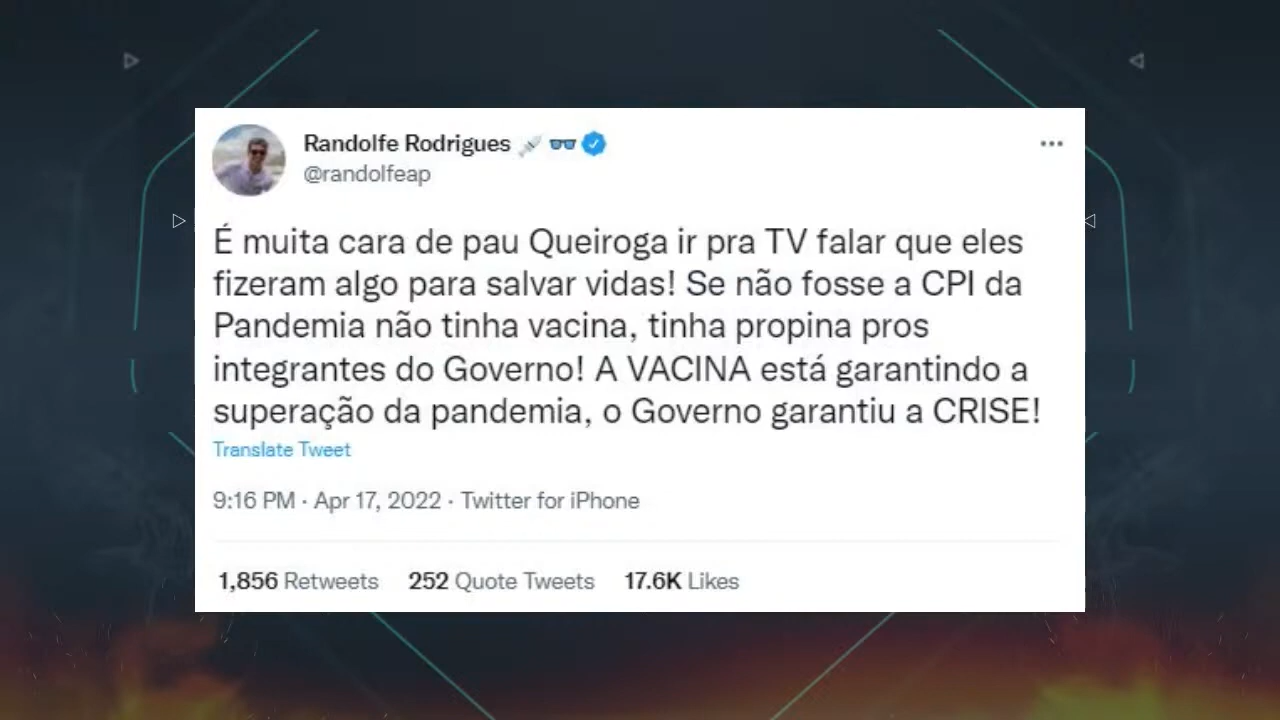 Randolfe Rodrigues
@randolfeap
É muita cara de pau Queiroga ir pra TV falar que eles
fizeram algo para salvar vidas! Se não fosse a CPI da
Pandemia não tinha vacina, tinha propina pros
integrantes do Governo! A VACINA está garantindo a
superação da pandemia, o Governo garantiu a CRISE!
Translate Tweet
9:16 PM · Apr 17, 2022 · Twitter for iPhone
1,856 Retweets 252 Quote Tweets 17.6K Likes